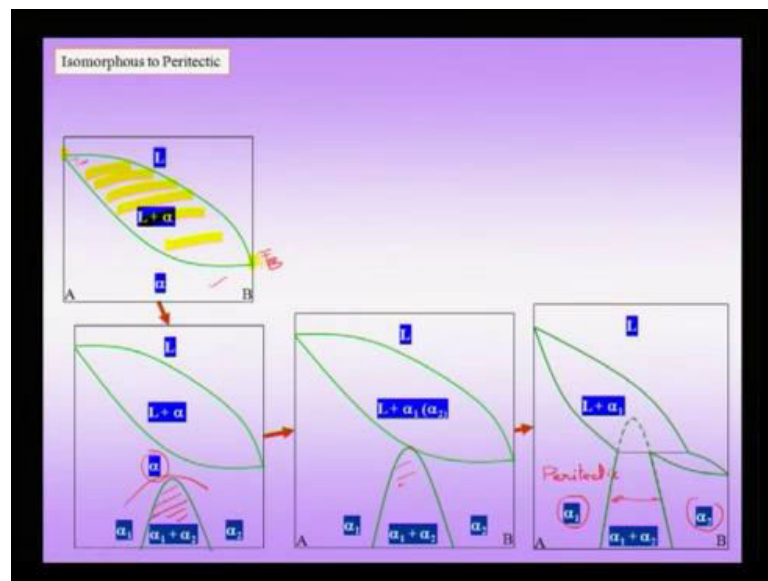 Isomorphous to Peritectic
L
L + α
T_B
α
A B
L
L + α
α
α₁ α₁ + α₂ α₂
L
L + α₁ (α₂)
α₁ α₁ + α₂ α₂
A B
L
L + α₁
Peritectic
α₁ α₂
α₁ + α₂
A B